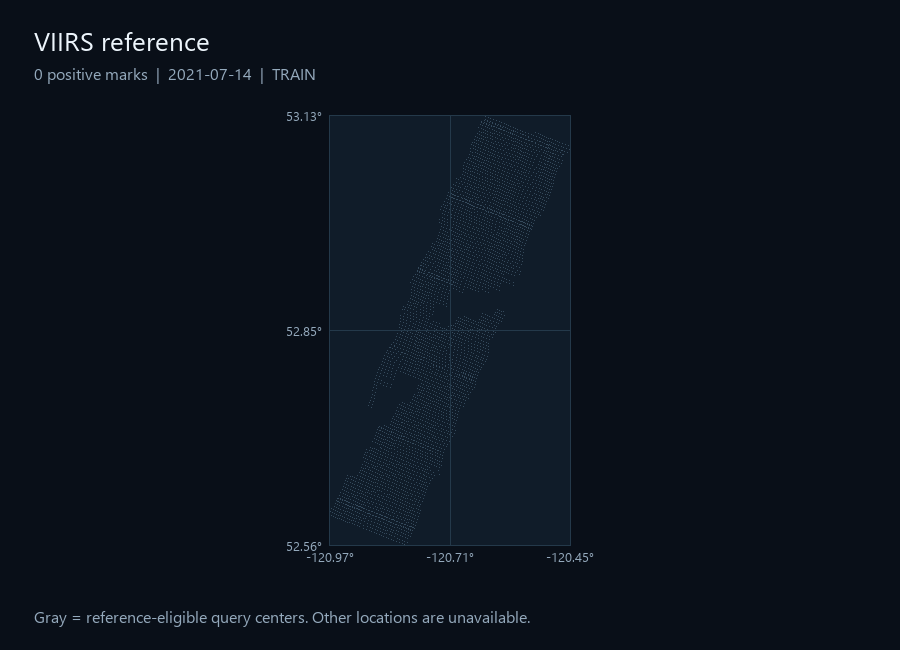 VIIRS reference
0 positive marks | 2021-07-14 | TRAIN
53.13°
52.85°
52.56°
-120.97° -120.71° -120.45°
Gray = reference-eligible query centers. Other locations are unavailable.